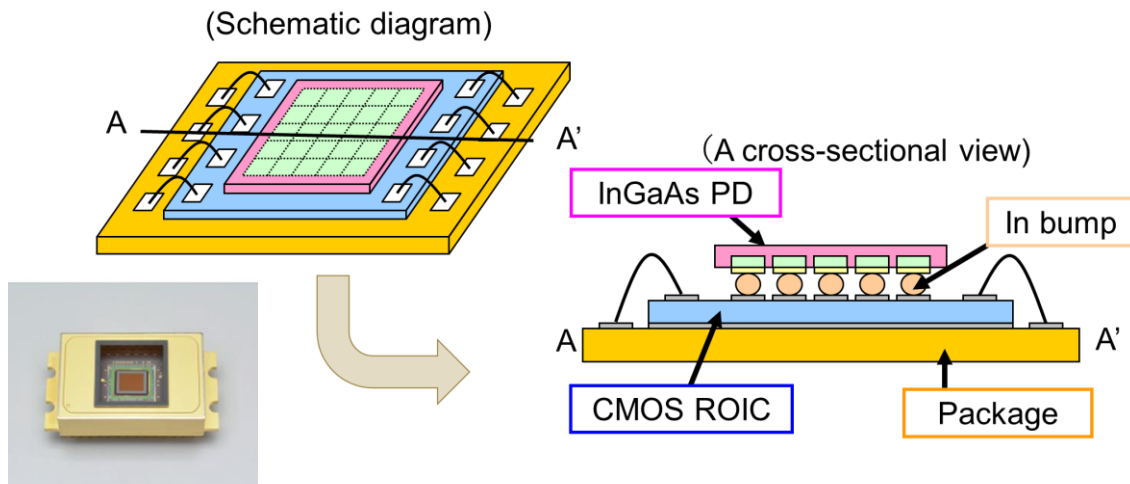 (Schematic diagram)
A
A’
（A cross-sectional view)
InGaAs PD
In bump
A
A’
CMOS ROIC
Package